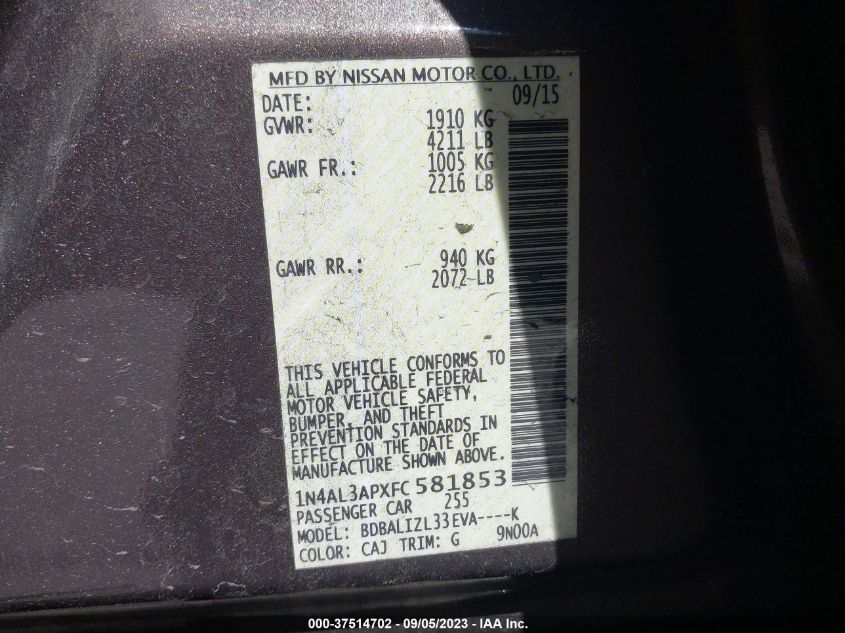 MFD BY NISSAN MOTOR CO., LTD.
DATE: 09/15
GVWR: 1910 KG
4211 LB
GAWR FR.: 1005 KG
2216 LB
GAWR RR.: 940 KG
2072 LB
THIS VEHICLE CONFORMS TO
ALL APPLICABLE FEDERAL
MOTOR VEHICLE SAFETY,
BUMPER, AND THEFT
PREVENTION STANDARDS IN
EFFECT ON THE DATE OF
MANUFACTURE SHOWN ABOVE.
1N4AL3APXFC581853
PASSENGER CAR 255
MODEL: BDBALIZL33EVA----K
COLOR: CAJ TRIM: G 9N00A
000-37514702 - 09/05/2023 - IAA Inc.